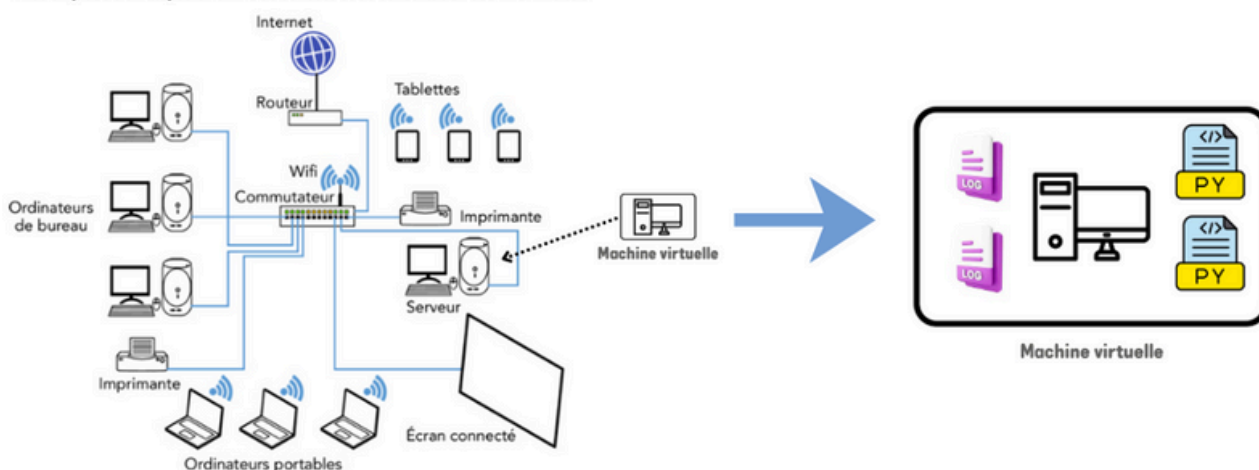 Internet
Routeur
Tablettes
Wifi
Commutateur
Ordinateurs
de bureau
Imprimante
Machine virtuelle
Serveur
Imprimante
Écran connecté
Ordinateurs portables
LOG
LOG
PY
PY
</>
</>
Machine virtuelle